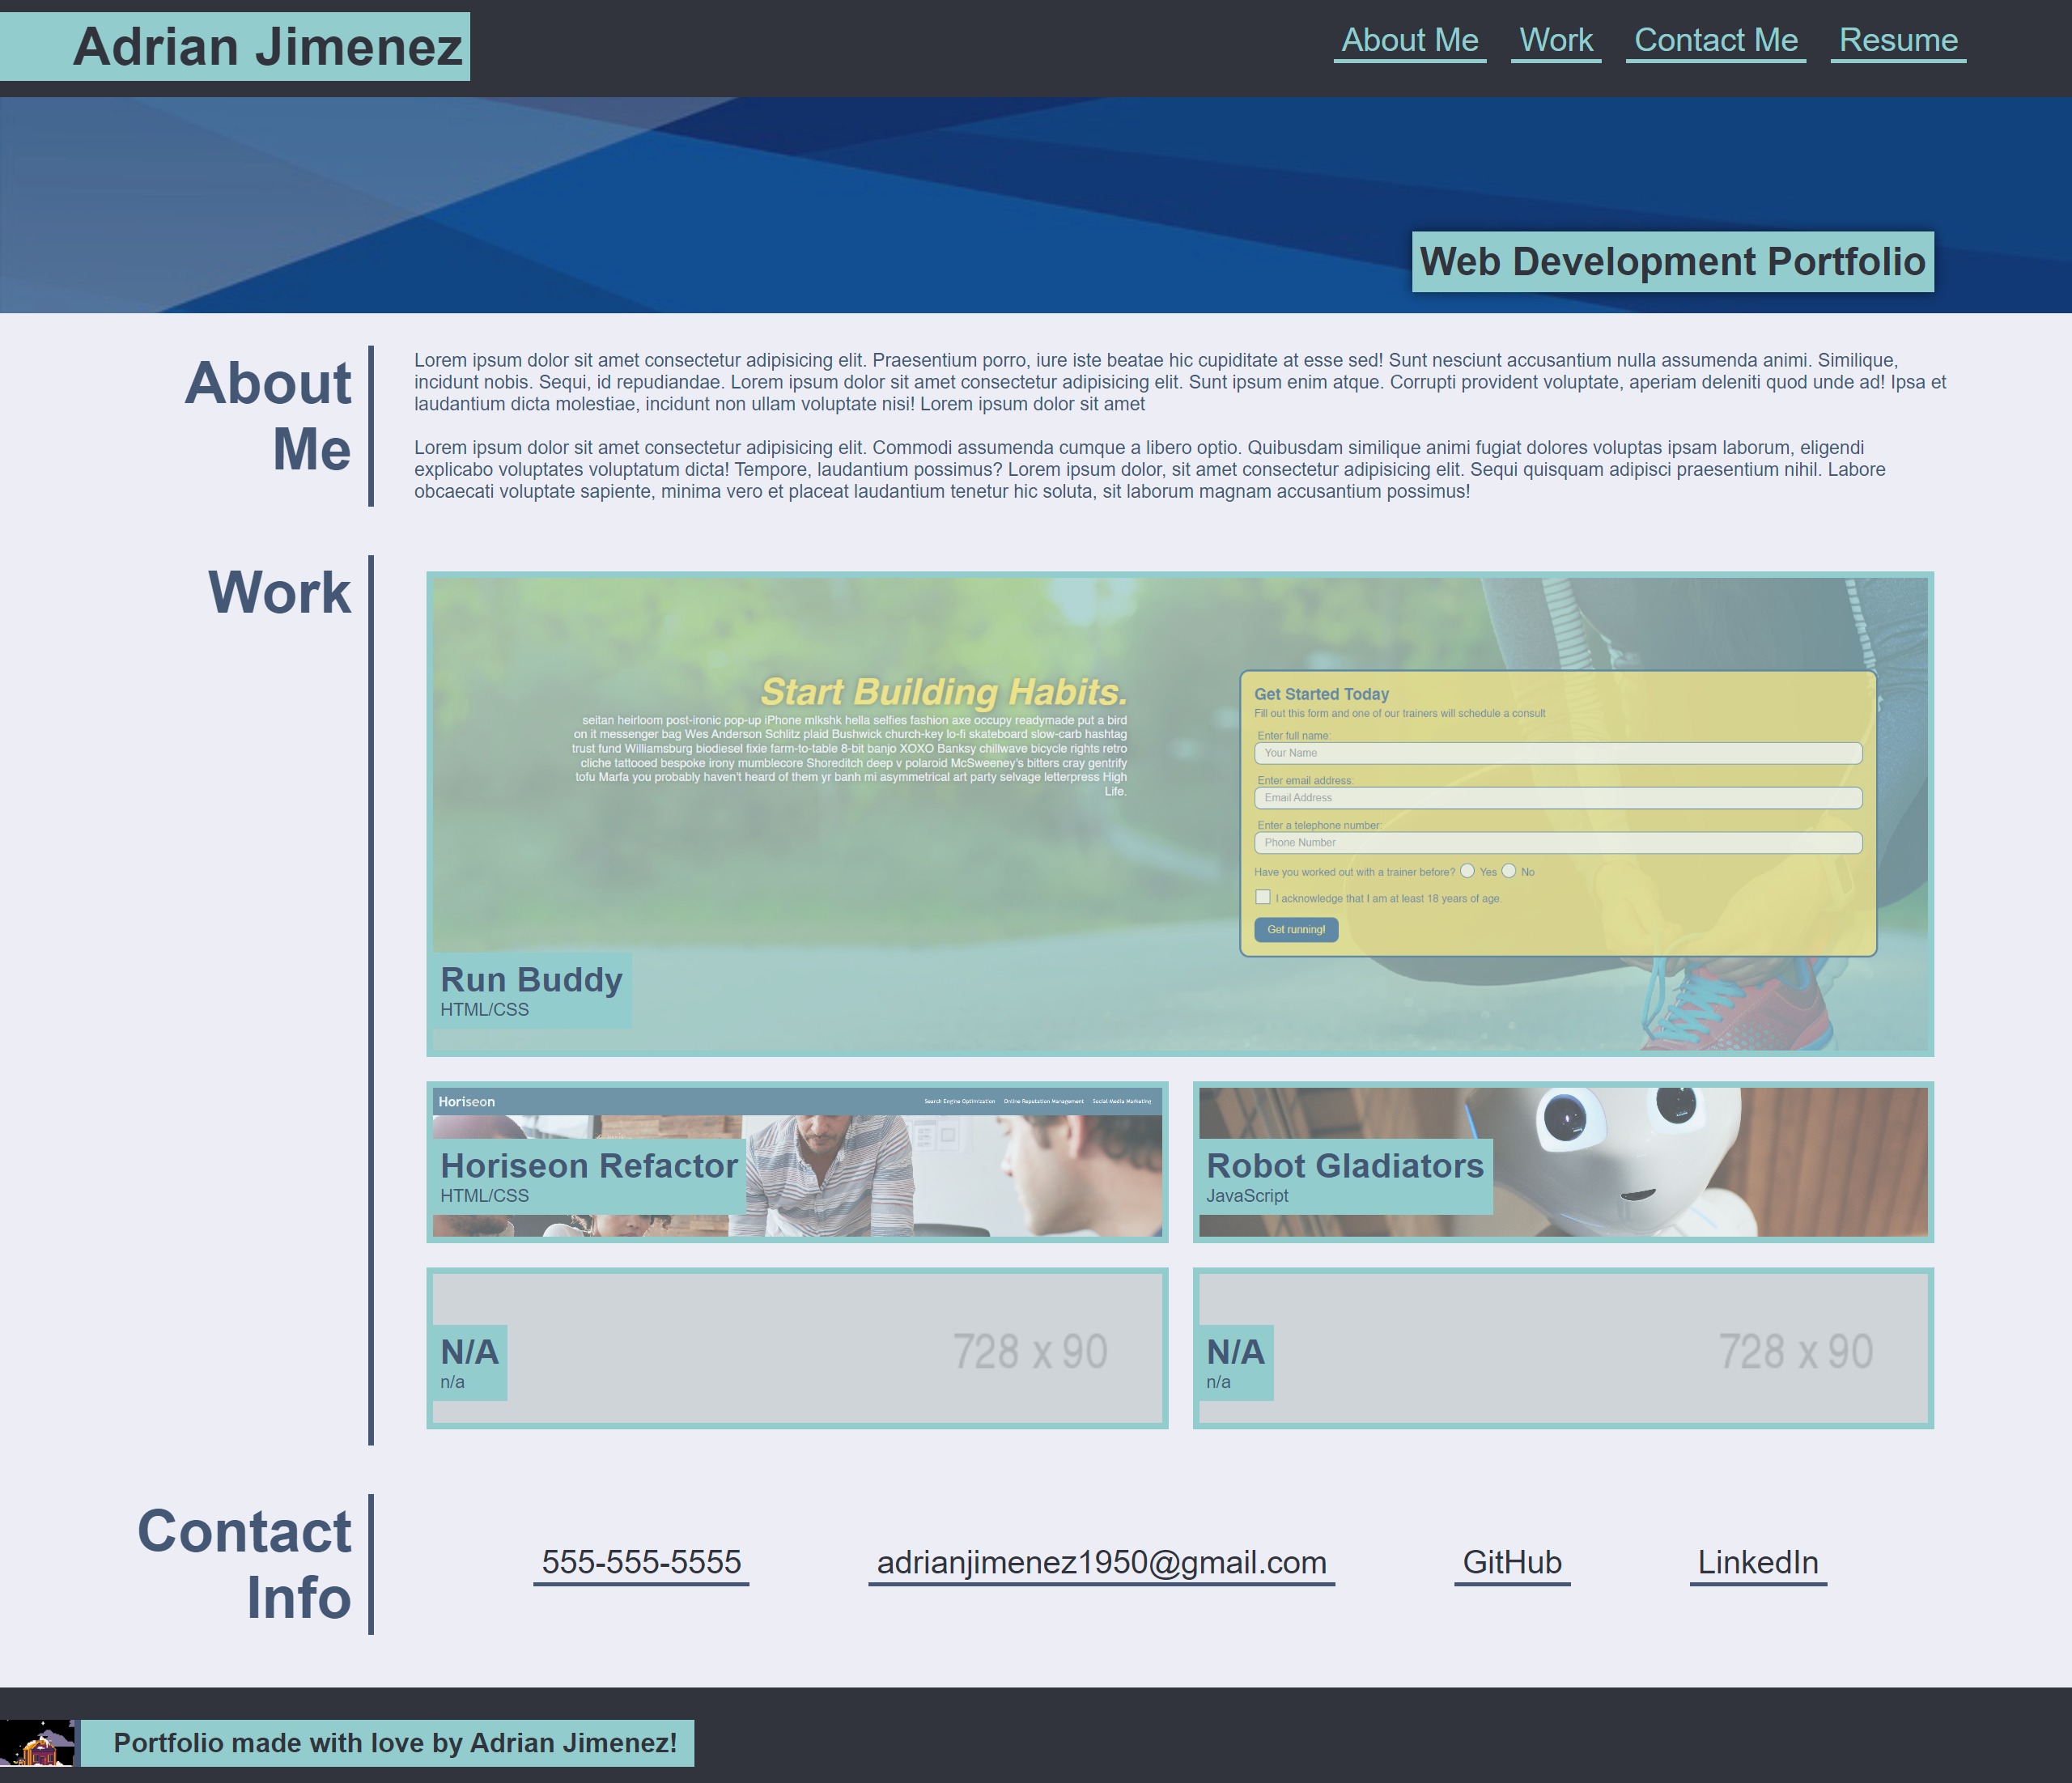 Adrian Jimenez
About Me Work Contact Me Resume
Web Development Portfolio
About
Me
Lorem ipsum dolor sit amet consectetur adipisicing elit. Praesentium porro, iure iste beatae hic cupiditate at esse sed! Sunt nesciunt accusantium nulla assumenda animi. Similique,
incidunt nobis. Sequi, id repudiandae. Lorem ipsum dolor sit amet consectetur adipisicing elit. Sunt ipsum enim atque. Corrupti provident voluptate, aperiam deleniti quod unde ad! Ipsa et
laudantium dicta molestiae, incidunt non ullam voluptate nisi! Lorem ipsum dolor sit amet
Lorem ipsum dolor sit amet consectetur adipisicing elit. Commodi assumenda cumque a libero optio. Quibusdam similique animi fugiat dolores voluptas ipsam laborum, eligendi
explicabo voluptates voluptatum dicta! Tempore, laudantium possimus? Lorem ipsum dolor, sit amet consectetur adipisicing elit. Sequi quisquam adipisci praesentium nihil. Labore
obcaecati voluptate sapiente, minima vero et placeat laudantium tenetur hic soluta, sit laborum magnam accusantium possimus!
Work
Start Building Habits.
seitan heirloom post-ironic pop-up iPhone mlkshk hella selfies fashion axe occupy readymade put a bird
on it messenger bag Wes Anderson Schlitz plaid Bushwick church-key lo-fi skateboard slow-carb hashtag
trust fund Williamsburg biodiesel fixie farm-to-table 8-bit banjo XOXO Banksy chillwave bicycle rights retro
cliche tattooed bespoke irony mumblecore Shoreditch deep v polaroid McSweeney's bitters cray gentrify
tofu Marfa you probably haven't heard of them yr banh mi asymmetrical art party selvage letterpress High
Life.
Get Started Today
Fill out this form and one of our trainers will schedule a consult
Enter full name:
Your Name
Enter email address:
Email Address
Enter a telephone number:
Phone Number
Have you worked out with a trainer before? Yes No
I acknowledge that I am at least 18 years of age.
Get running!
Run Buddy
HTML/CSS
Horiseon
Search Engine Optimization Online Reputation Management Social Media Marketing
Horiseon Refactor
HTML/CSS
Robot Gladiators
JavaScript
728 x 90
N/A
n/a
728 x 90
N/A
n/a
Contact
Info
555-555-5555 adrianjimenez1950@gmail.com GitHub LinkedIn
Portfolio made with love by Adrian Jimenez!